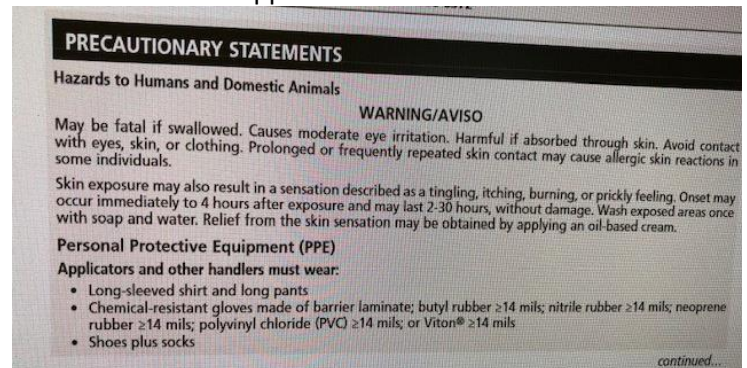 PRECAUTIONARY STATEMENTS
Hazards to Humans and Domestic Animals
WARNING/AVISO
May be fatal if swallowed. Causes moderate eye irritation. Harmful if absorbed through skin. Avoid contact
with eyes, skin, or clothing. Prolonged or frequently repeated skin contact may cause allergic skin reactions in
some individuals.
Skin exposure may also result in a sensation described as a tingling, itching, burning, or prickly feeling. Onset may
occur immediately to 4 hours after exposure and may last 2-30 hours, without damage. Wash exposed areas once
with soap and water. Relief from the skin sensation may be obtained by applying an oil-based cream.
Personal Protective Equipment (PPE)
Applicators and other handlers must wear:
• Long-sleeved shirt and long pants
• Chemical-resistant gloves made of barrier laminate; butyl rubber ≥14 mils; nitrile rubber ≥14 mils; neoprene
rubber ≥14 mils; polyvinyl chloride (PVC) ≥14 mils; or Viton® ≥14 mils
• Shoes plus socks
continued...